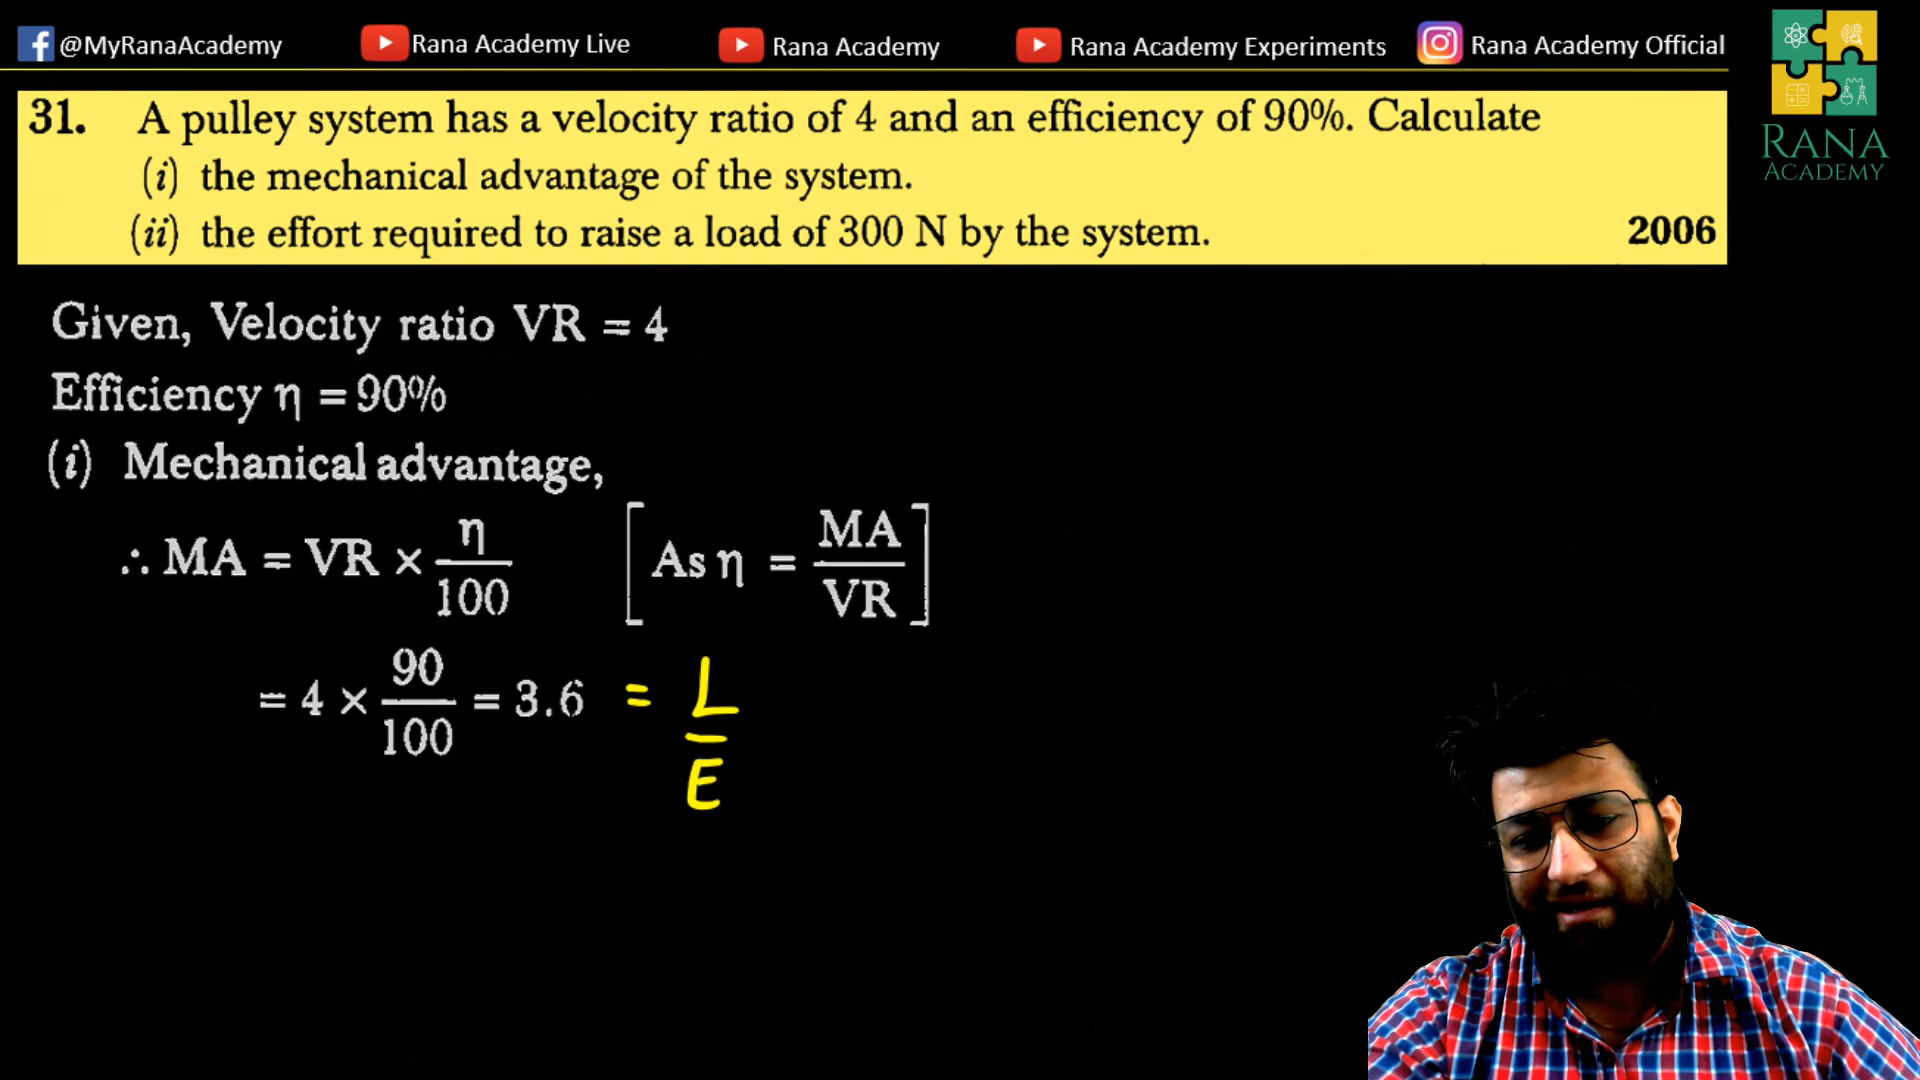 @MyRanaAcademy Rana Academy Live Rana Academy Rana Academy Experiments Rana Academy Official
RANA
ACADEMY
31. A pulley system has a velocity ratio of 4 and an efficiency of 90%. Calculate
(i) the mechanical advantage of the system.
(ii) the effort required to raise a load of 300 N by the system. 2006
Given, Velocity ratio VR = 4
Efficiency η = 90%
(i) Mechanical advantage,
∴ MA = VR × η/100 [As η = MA/VR]
= 4 × 90/100 = 3.6 = L/E